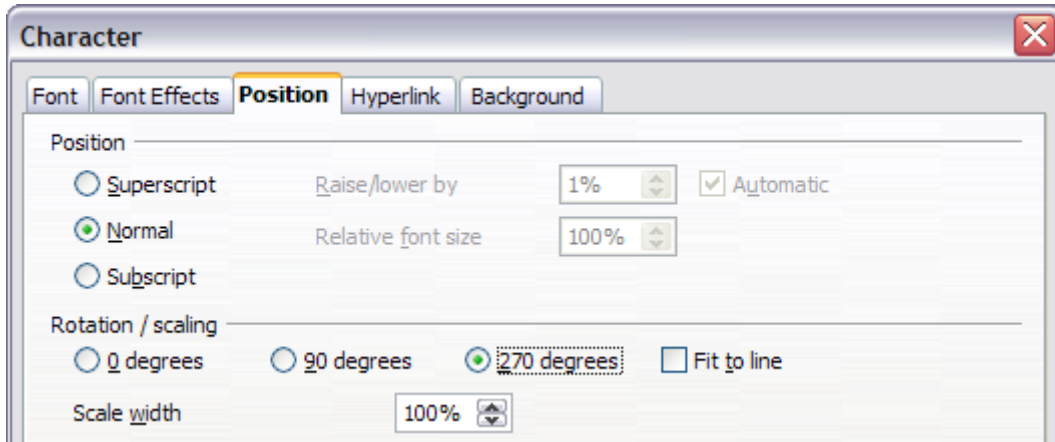 Character
Font Font Effects Position Hyperlink Background
Position
Superscript Raise/lower by 1% Automatic
Normal Relative font size 100%
Subscript
Rotation / scaling
0 degrees 90 degrees 270 degrees Fit to line
Scale width 100%